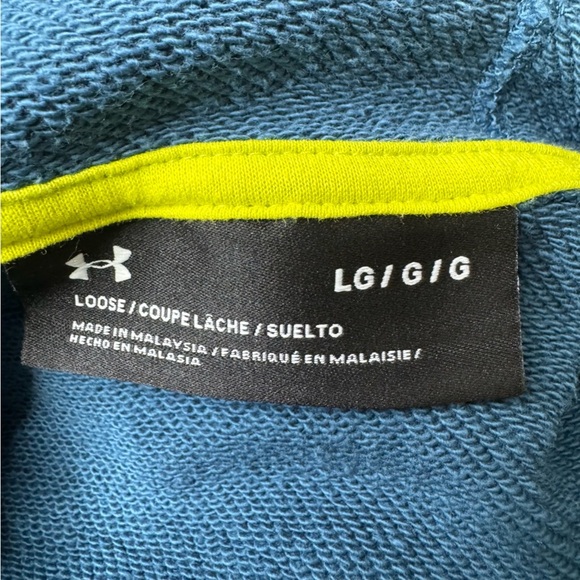 LG/G/G
LOOSE/COUPE LÂCHE/SUELTO
MADE IN MALAYSIA/FABRIQUÉ EN MALAISIE/
HECHO EN MALASIA